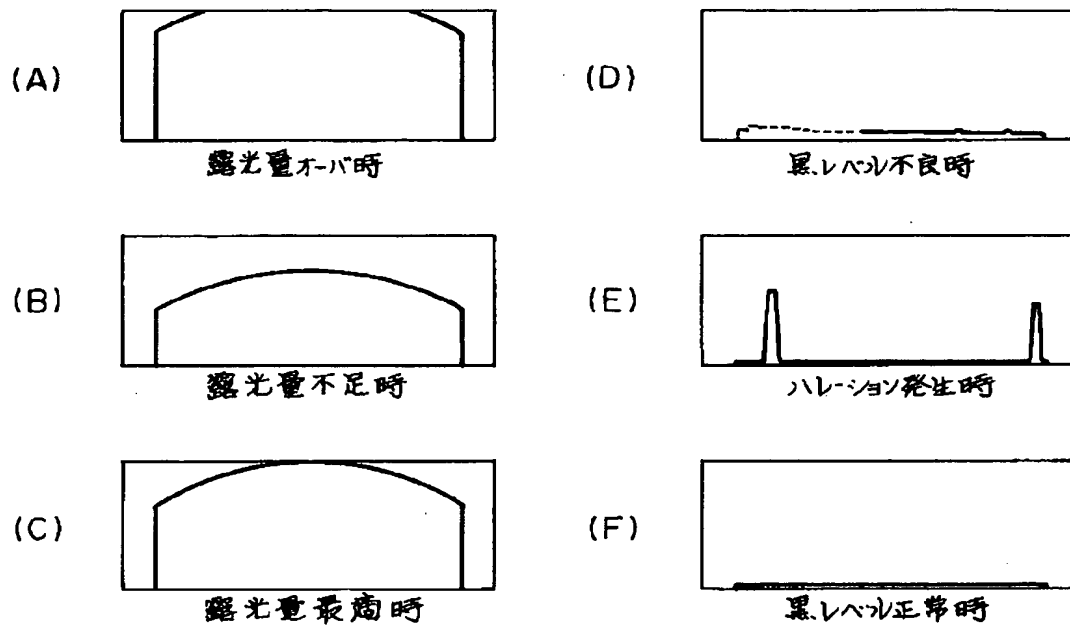 (A)
露光量オーバ時
(B)
露光量不足時
(C)
露光量最適時
(D)
黒レベル不良時
(E)
ハレーション発生時
(F)
黒レベル正常時